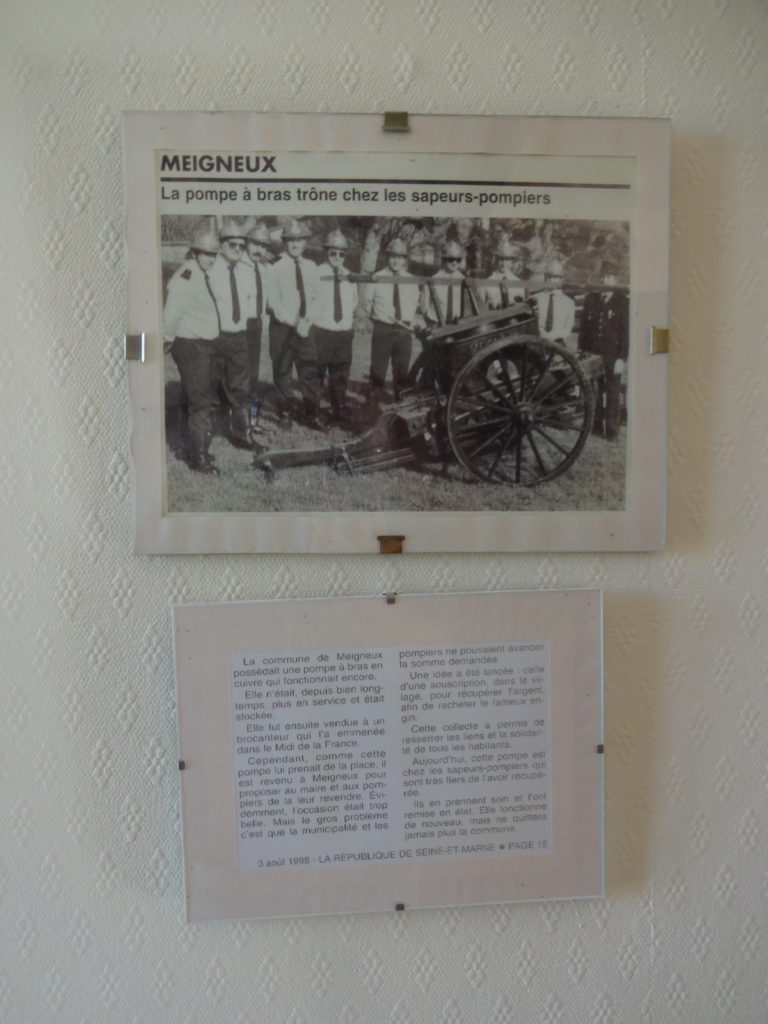 MEIGNEUX
La pompe à bras trône chez les sapeurs-pompiers
La commune de Meigneux
possédait une pompe à bras en
cuivre qui fonctionnait encore.
Elle n'était, depuis bien long-
temps, plus en service et était
stockée.
Elle fut ensuite vendue à un
brocanteur qui l'a emmenée
dans le Midi de la France.
Cependant, comme cette
pompe lui prenait de la place, il
est revenu à Meigneux pour
proposer au maire et aux pom-
piers de la leur revendre. Évi-
demment, l'occasion était trop
belle. Mais le gros problème
c'est que la municipalité et les
pompiers ne pouvaient avancer
la somme demandée.
Une idée a été lancée : celle
d'une souscription, dans le vil-
lage, pour récupérer l'argent,
afin de racheter le fameux en-
gin.
Cette collecte a permis de
resserrer les liens et la solidari-
té de tous les habitants.
Aujourd'hui, cette pompe est
chez les sapeurs-pompiers qui
sont très fiers de l'avoir récupé-
rée.
Ils en prennent soin et l'ont
remise en état. Elle fonctionne
de nouveau, mais ne quittera
jamais plus la commune.
3 août 1998 - LA RÉPUBLIQUE DE SEINE-ET-MARNE ● PAGE 15